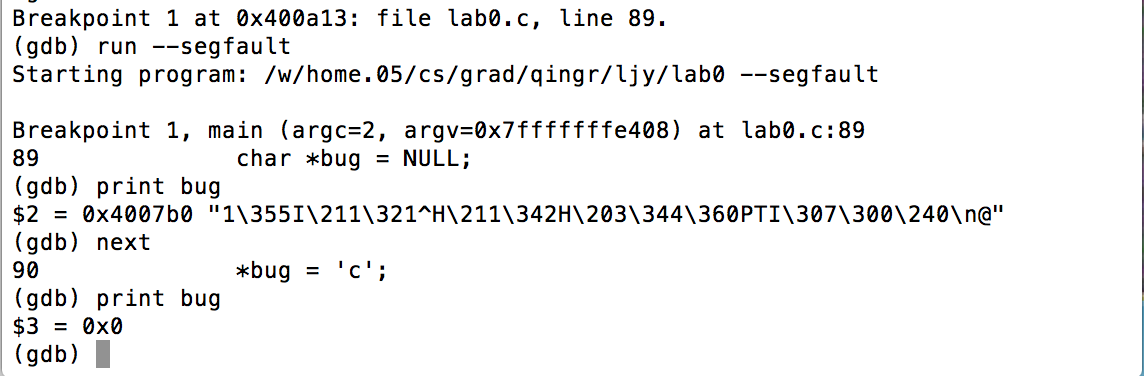 Breakpoint 1 at 0x400a13: file lab0.c, line 89.
(gdb) run --segfault
Starting program: /w/home.05/cs/grad/qingr/ljy/lab0 --segfault
Breakpoint 1, main (argc=2, argv=0x7fffffffe408) at lab0.c:89
89              char *bug = NULL;
(gdb) print bug
$2 = 0x4007b0 "1\355I\211\321^H\211\342H\203\344\360PTI\307\300\240\n@"
(gdb) next
90              *bug = 'c';
(gdb) print bug
$3 = 0x0
(gdb)